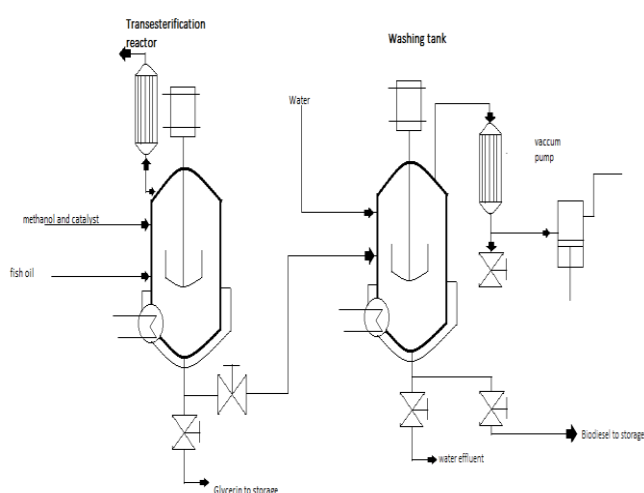 Transesterification
reactor
Washing tank
Water
vaccum
pump
methanol and catalyst
fish oil
Biodiesel to storage
water effluent
Glycerin to storage